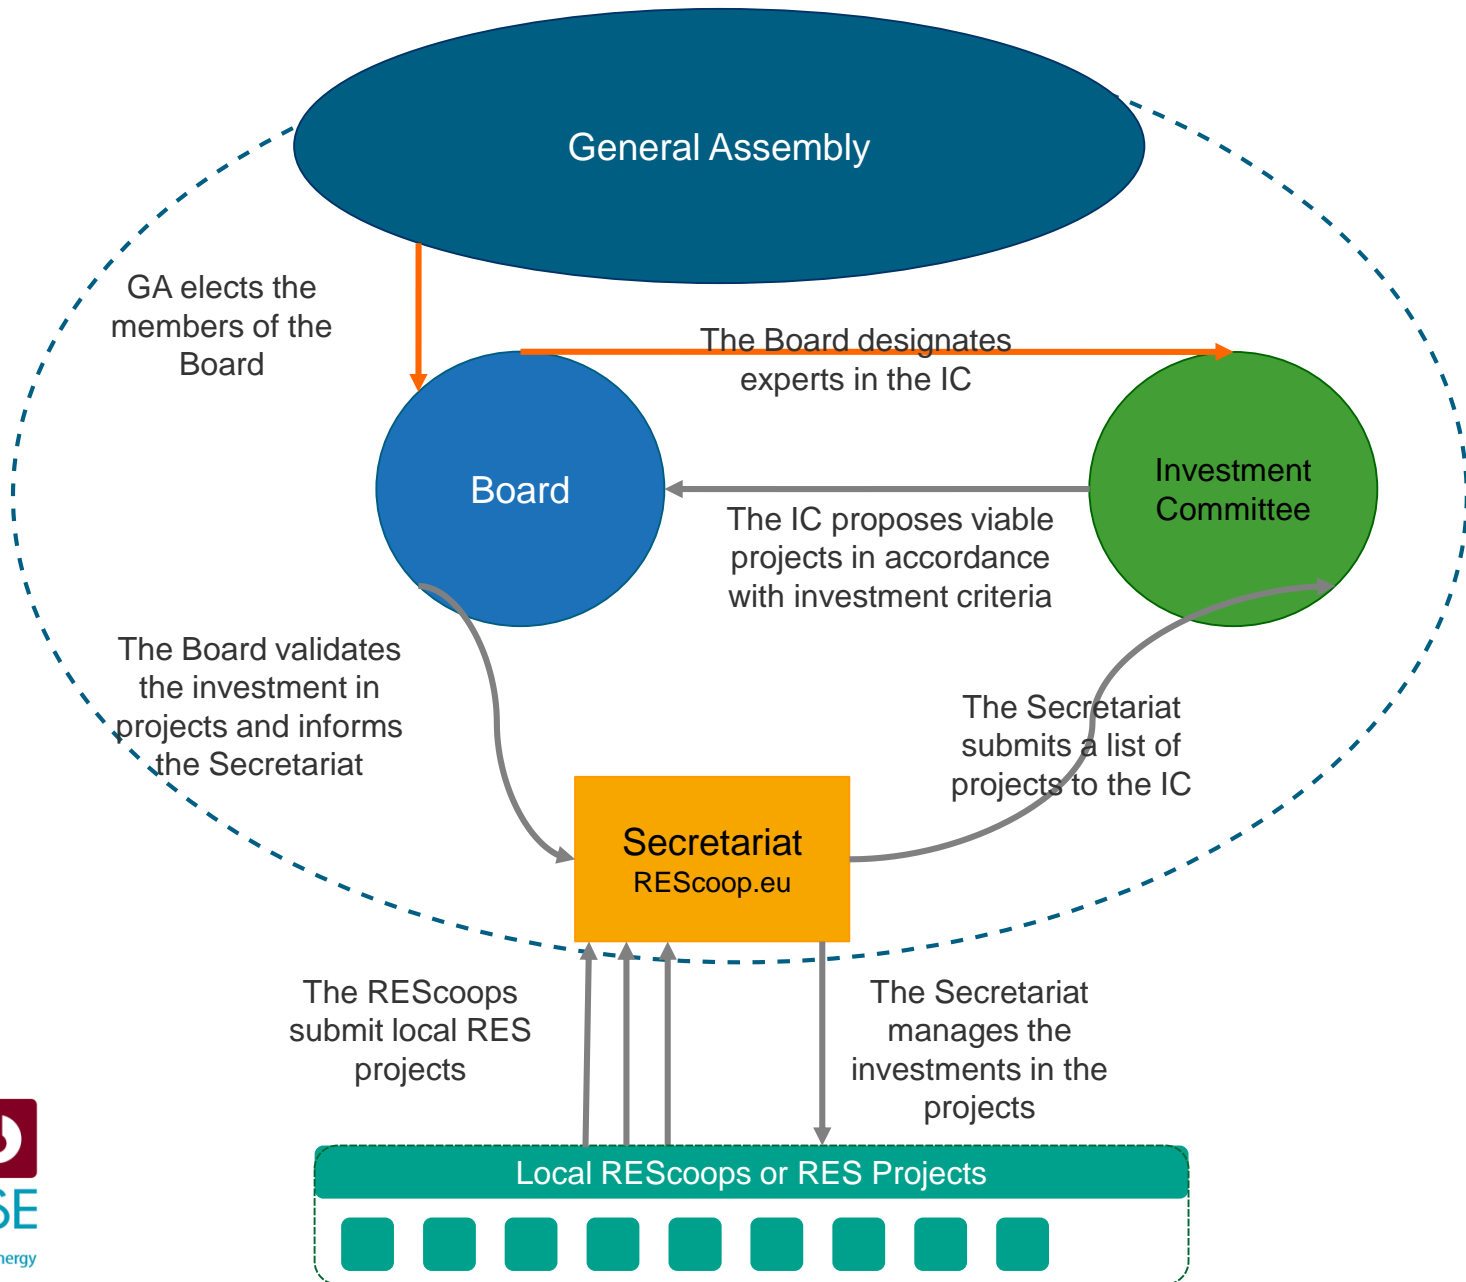 General Assembly
GA elects the
members of the
Board
The Board designates
experts in the IC
Board
Investment
Committee
The IC proposes viable
projects in accordance
with investment criteria
The Board validates
the investment in
projects and informs
the Secretariat
The Secretariat
submits a list of
projects to the IC
Secretariat
REScoop.eu
The REScoops
submit local RES
projects
The Secretariat
manages the
investments in the
projects
Local REScoops or RES Projects
SE
nergy